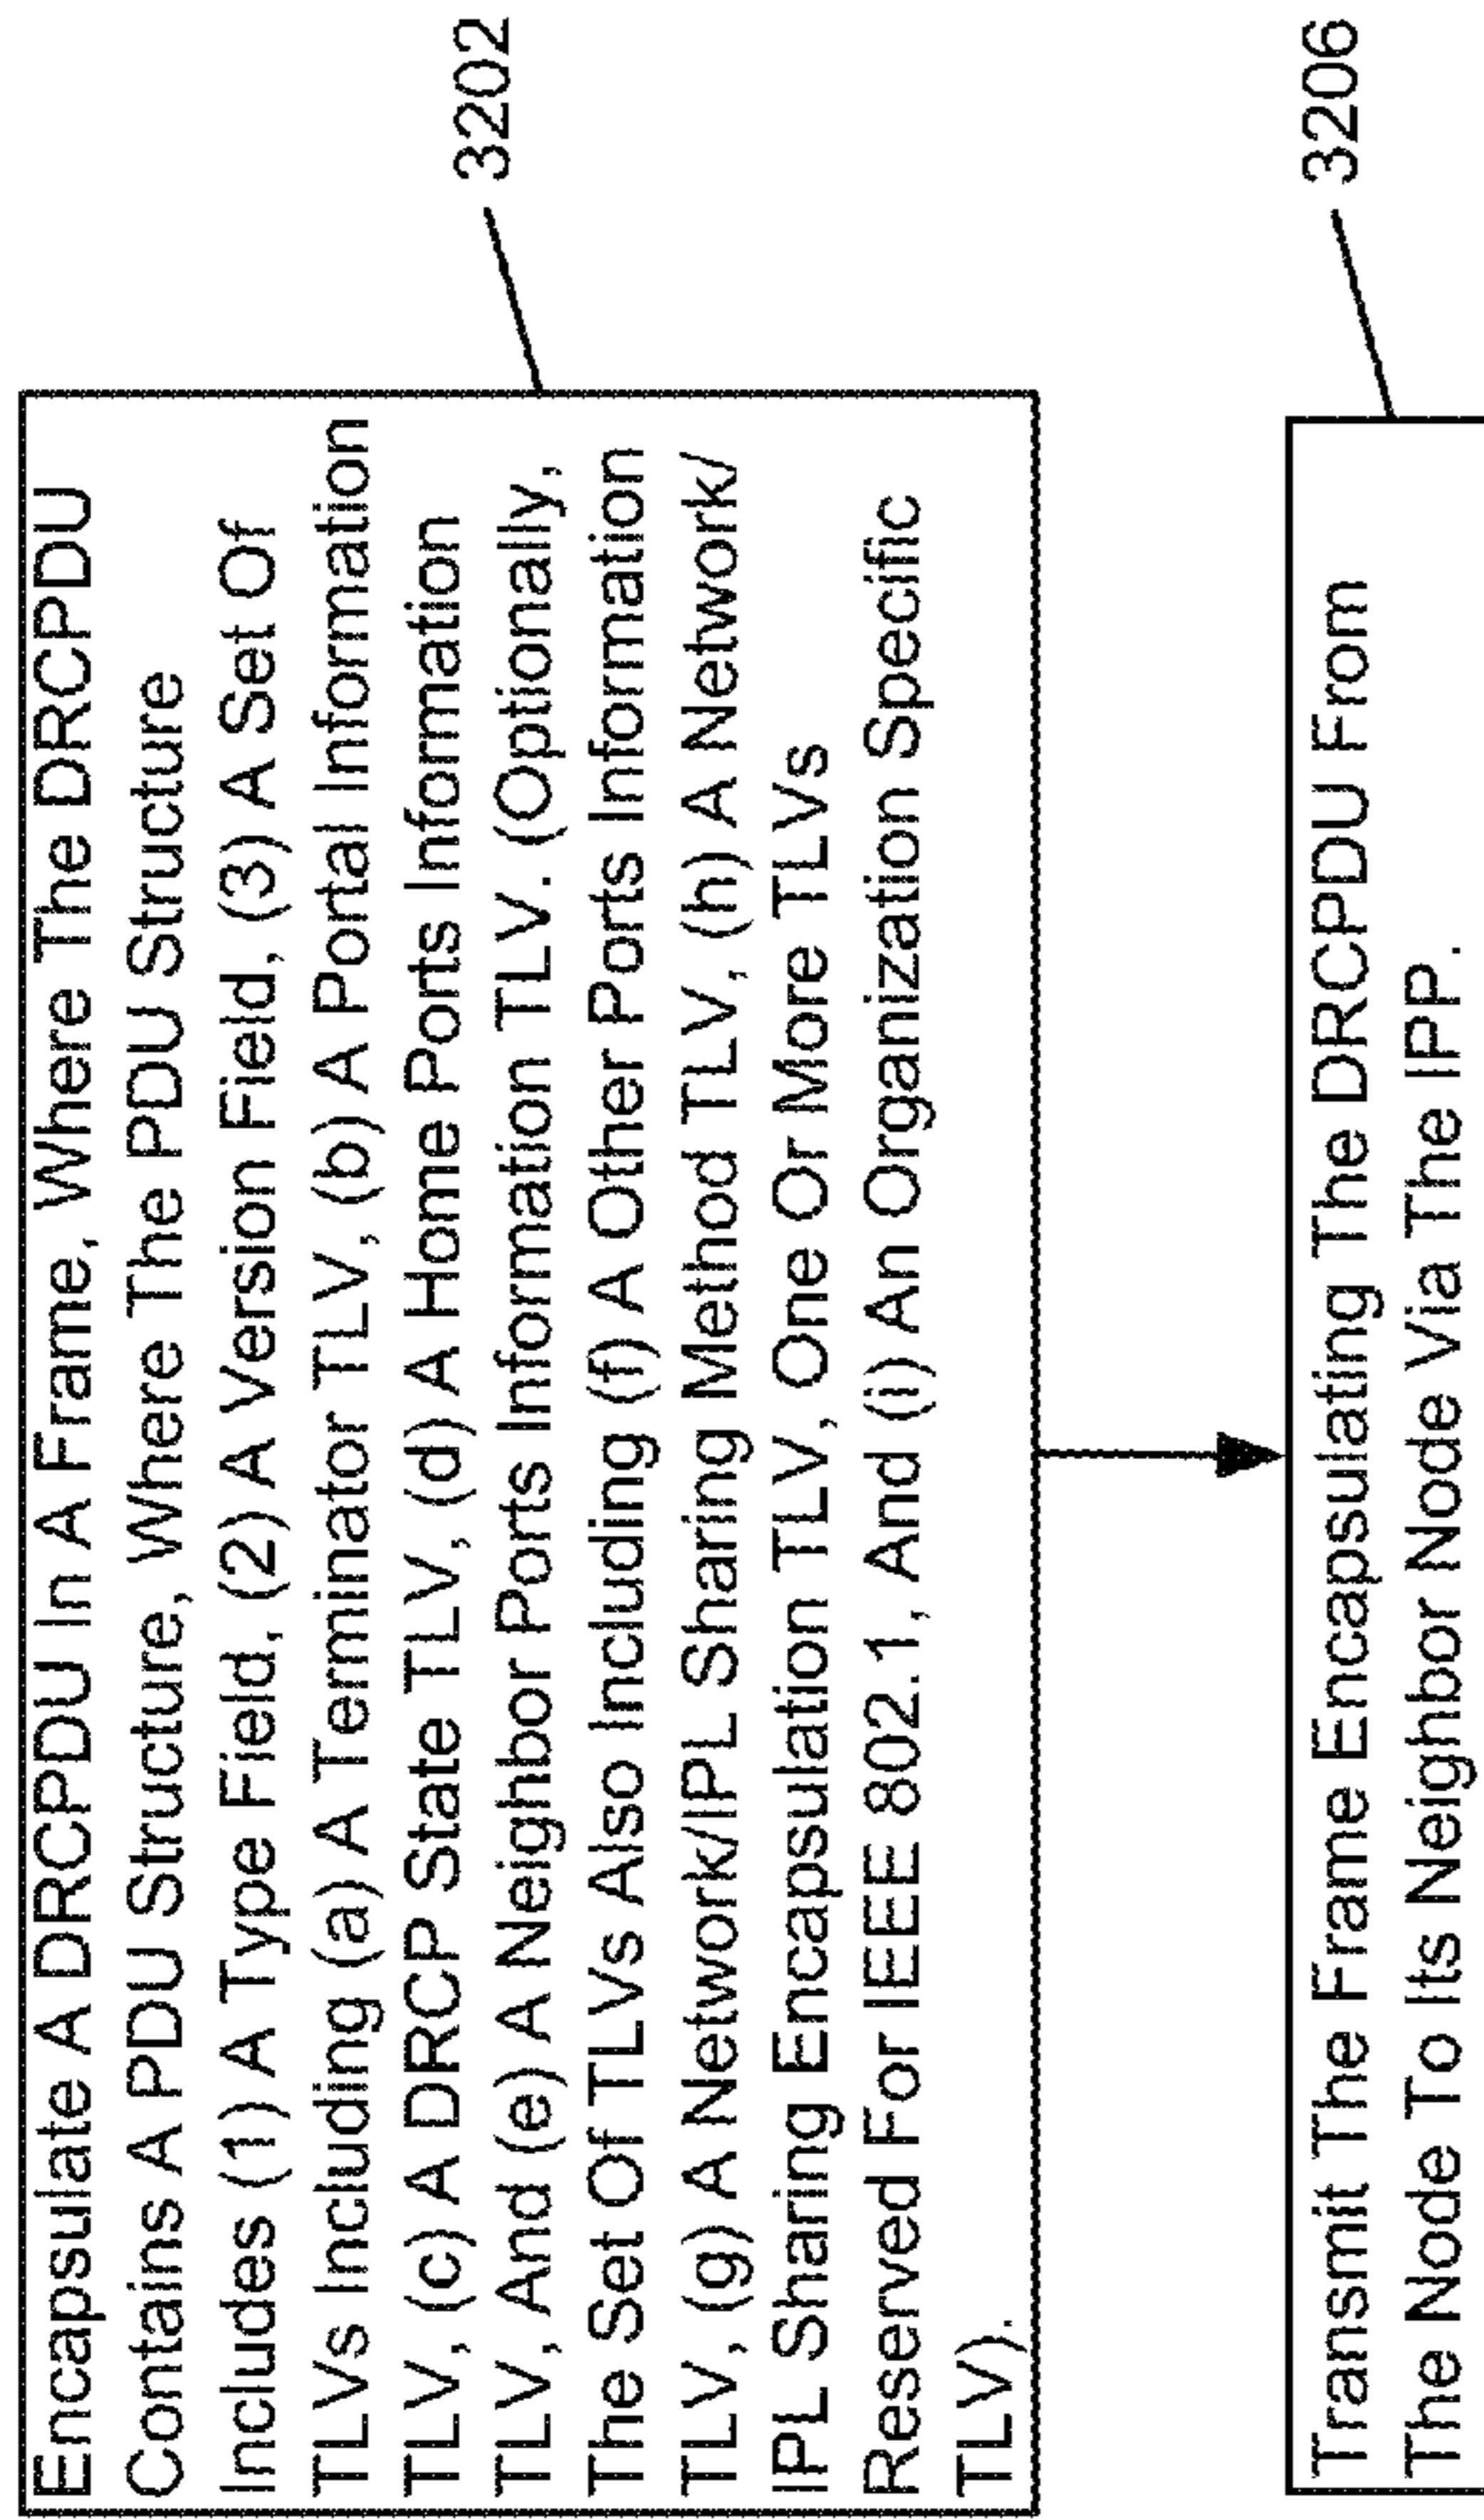 Encapsulate A DRCPDU In A Frame, Where The DRCPDU
Contains A PDU Structure, Where The PDU Structure
Includes (1) A Type Field, (2) A Version Field, (3) A Set Of
TLVs Including (a) A Terminator TLV, (b) A Portal Information
TLV, (c) A DRCP State TLV, (d) A Home Ports Information
TLV, And (e) A Neighbor Ports Information TLV. (Optionally,
The Set Of TLVs Also Including (f) A Other Ports Information
TLV, (g) A Network/IPL Sharing Method TLV, (h) A Network/
IPL Sharing Encapsulation TLV, One Or More TLVs
Reserved For IEEE 802.1, And (i) An Organization Specific
TLV).
3202
Transmit The Frame Encapsulating The DRCPDU From
The Node To Its Neighbor Node Via The IPP.
3206